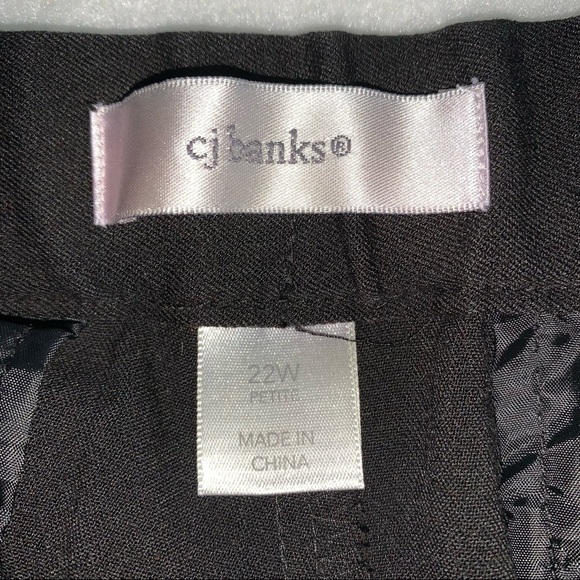 cj banks®
22W
PETITE
MADE IN
CHINA